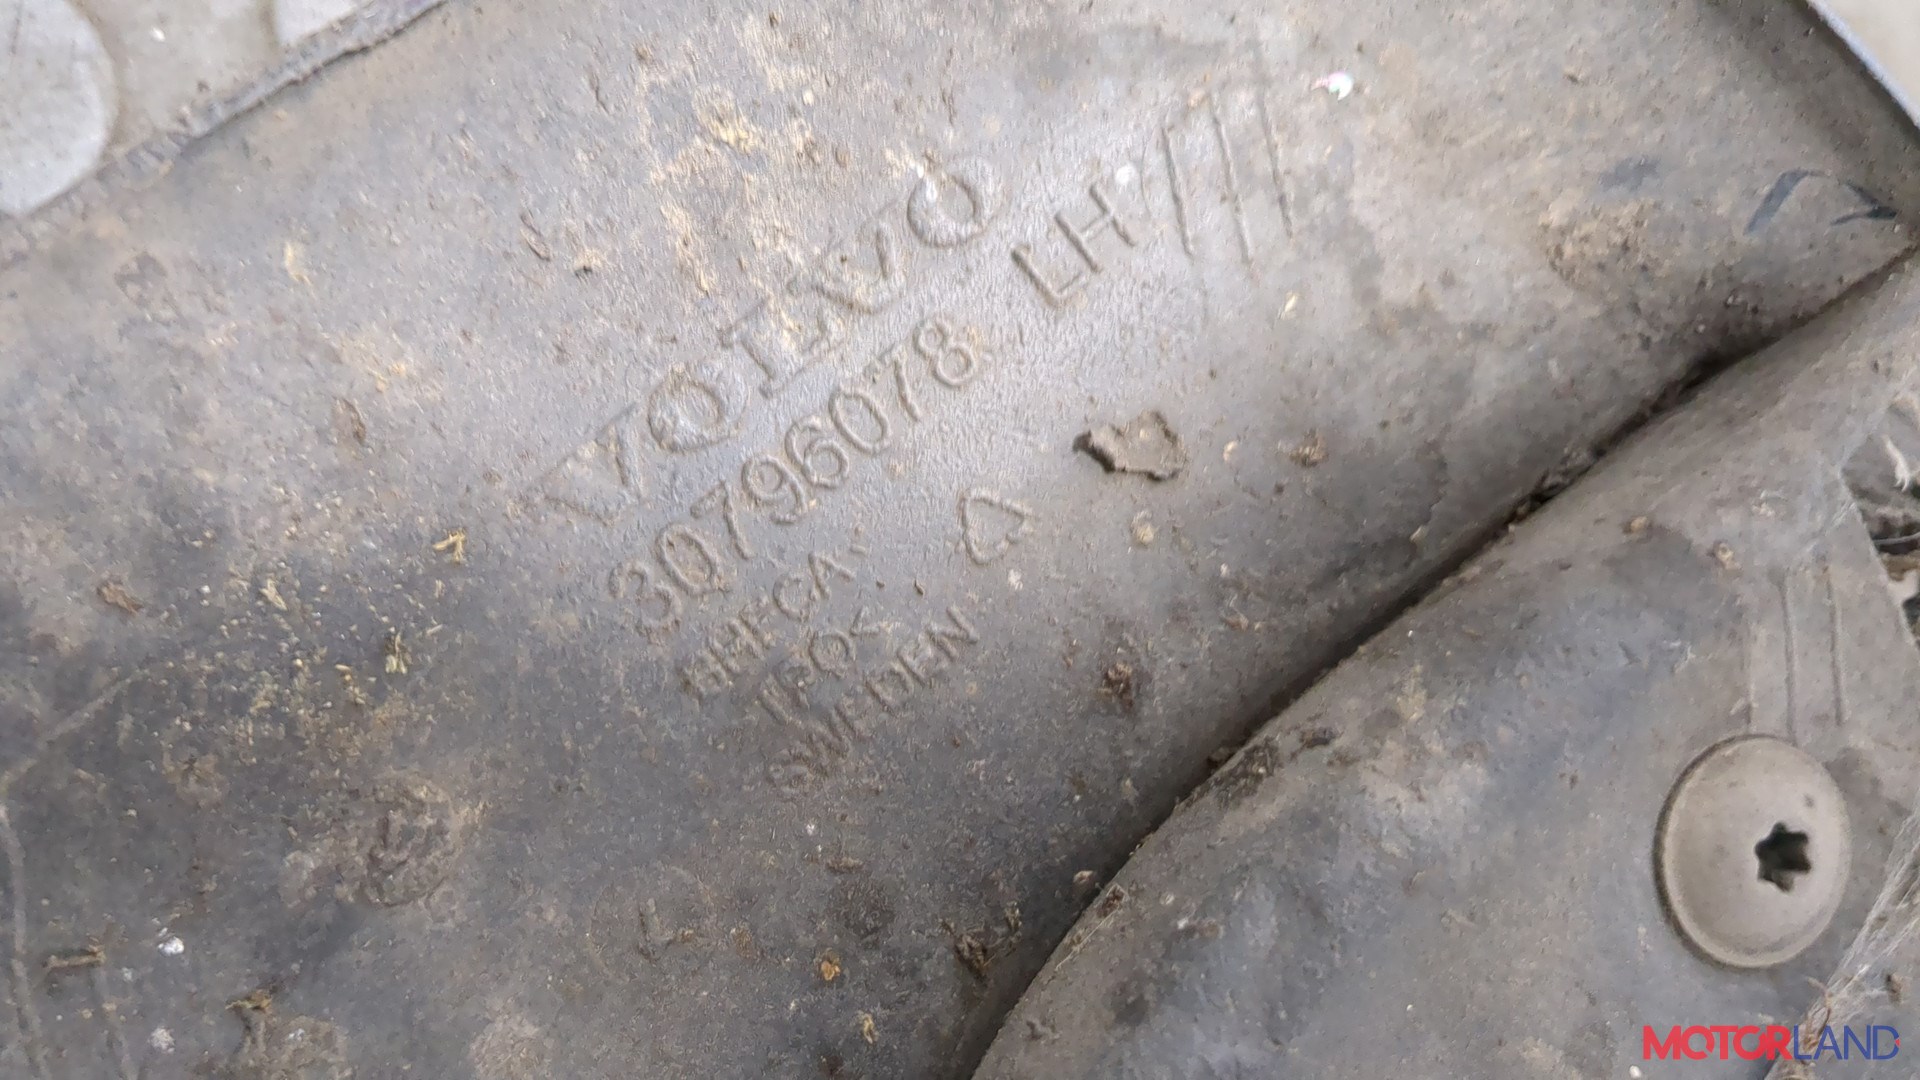 VOLVO
30796078 LH
SWEDEN
MOTORLAND